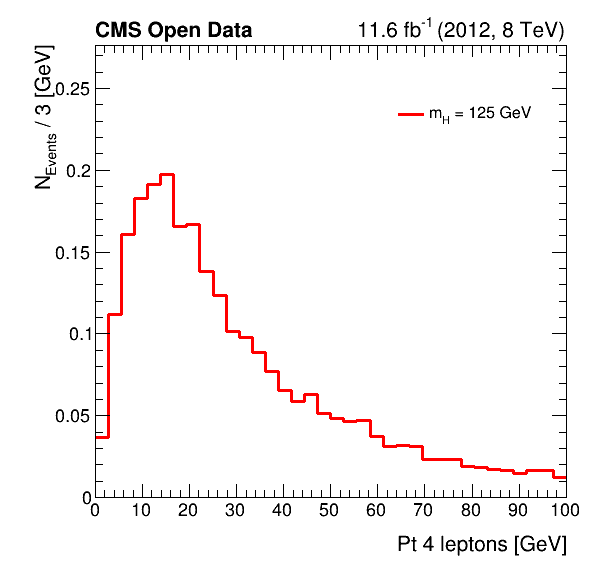 CMS Open Data
11.6 fb⁻¹ (2012, 8 TeV)
N_Events / 3 [GeV]
m_H = 125 GeV
0.25
0.2
0.15
0.1
0.05
0
0 10 20 30 40 50 60 70 80 90 100
Pt 4 leptons [GeV]